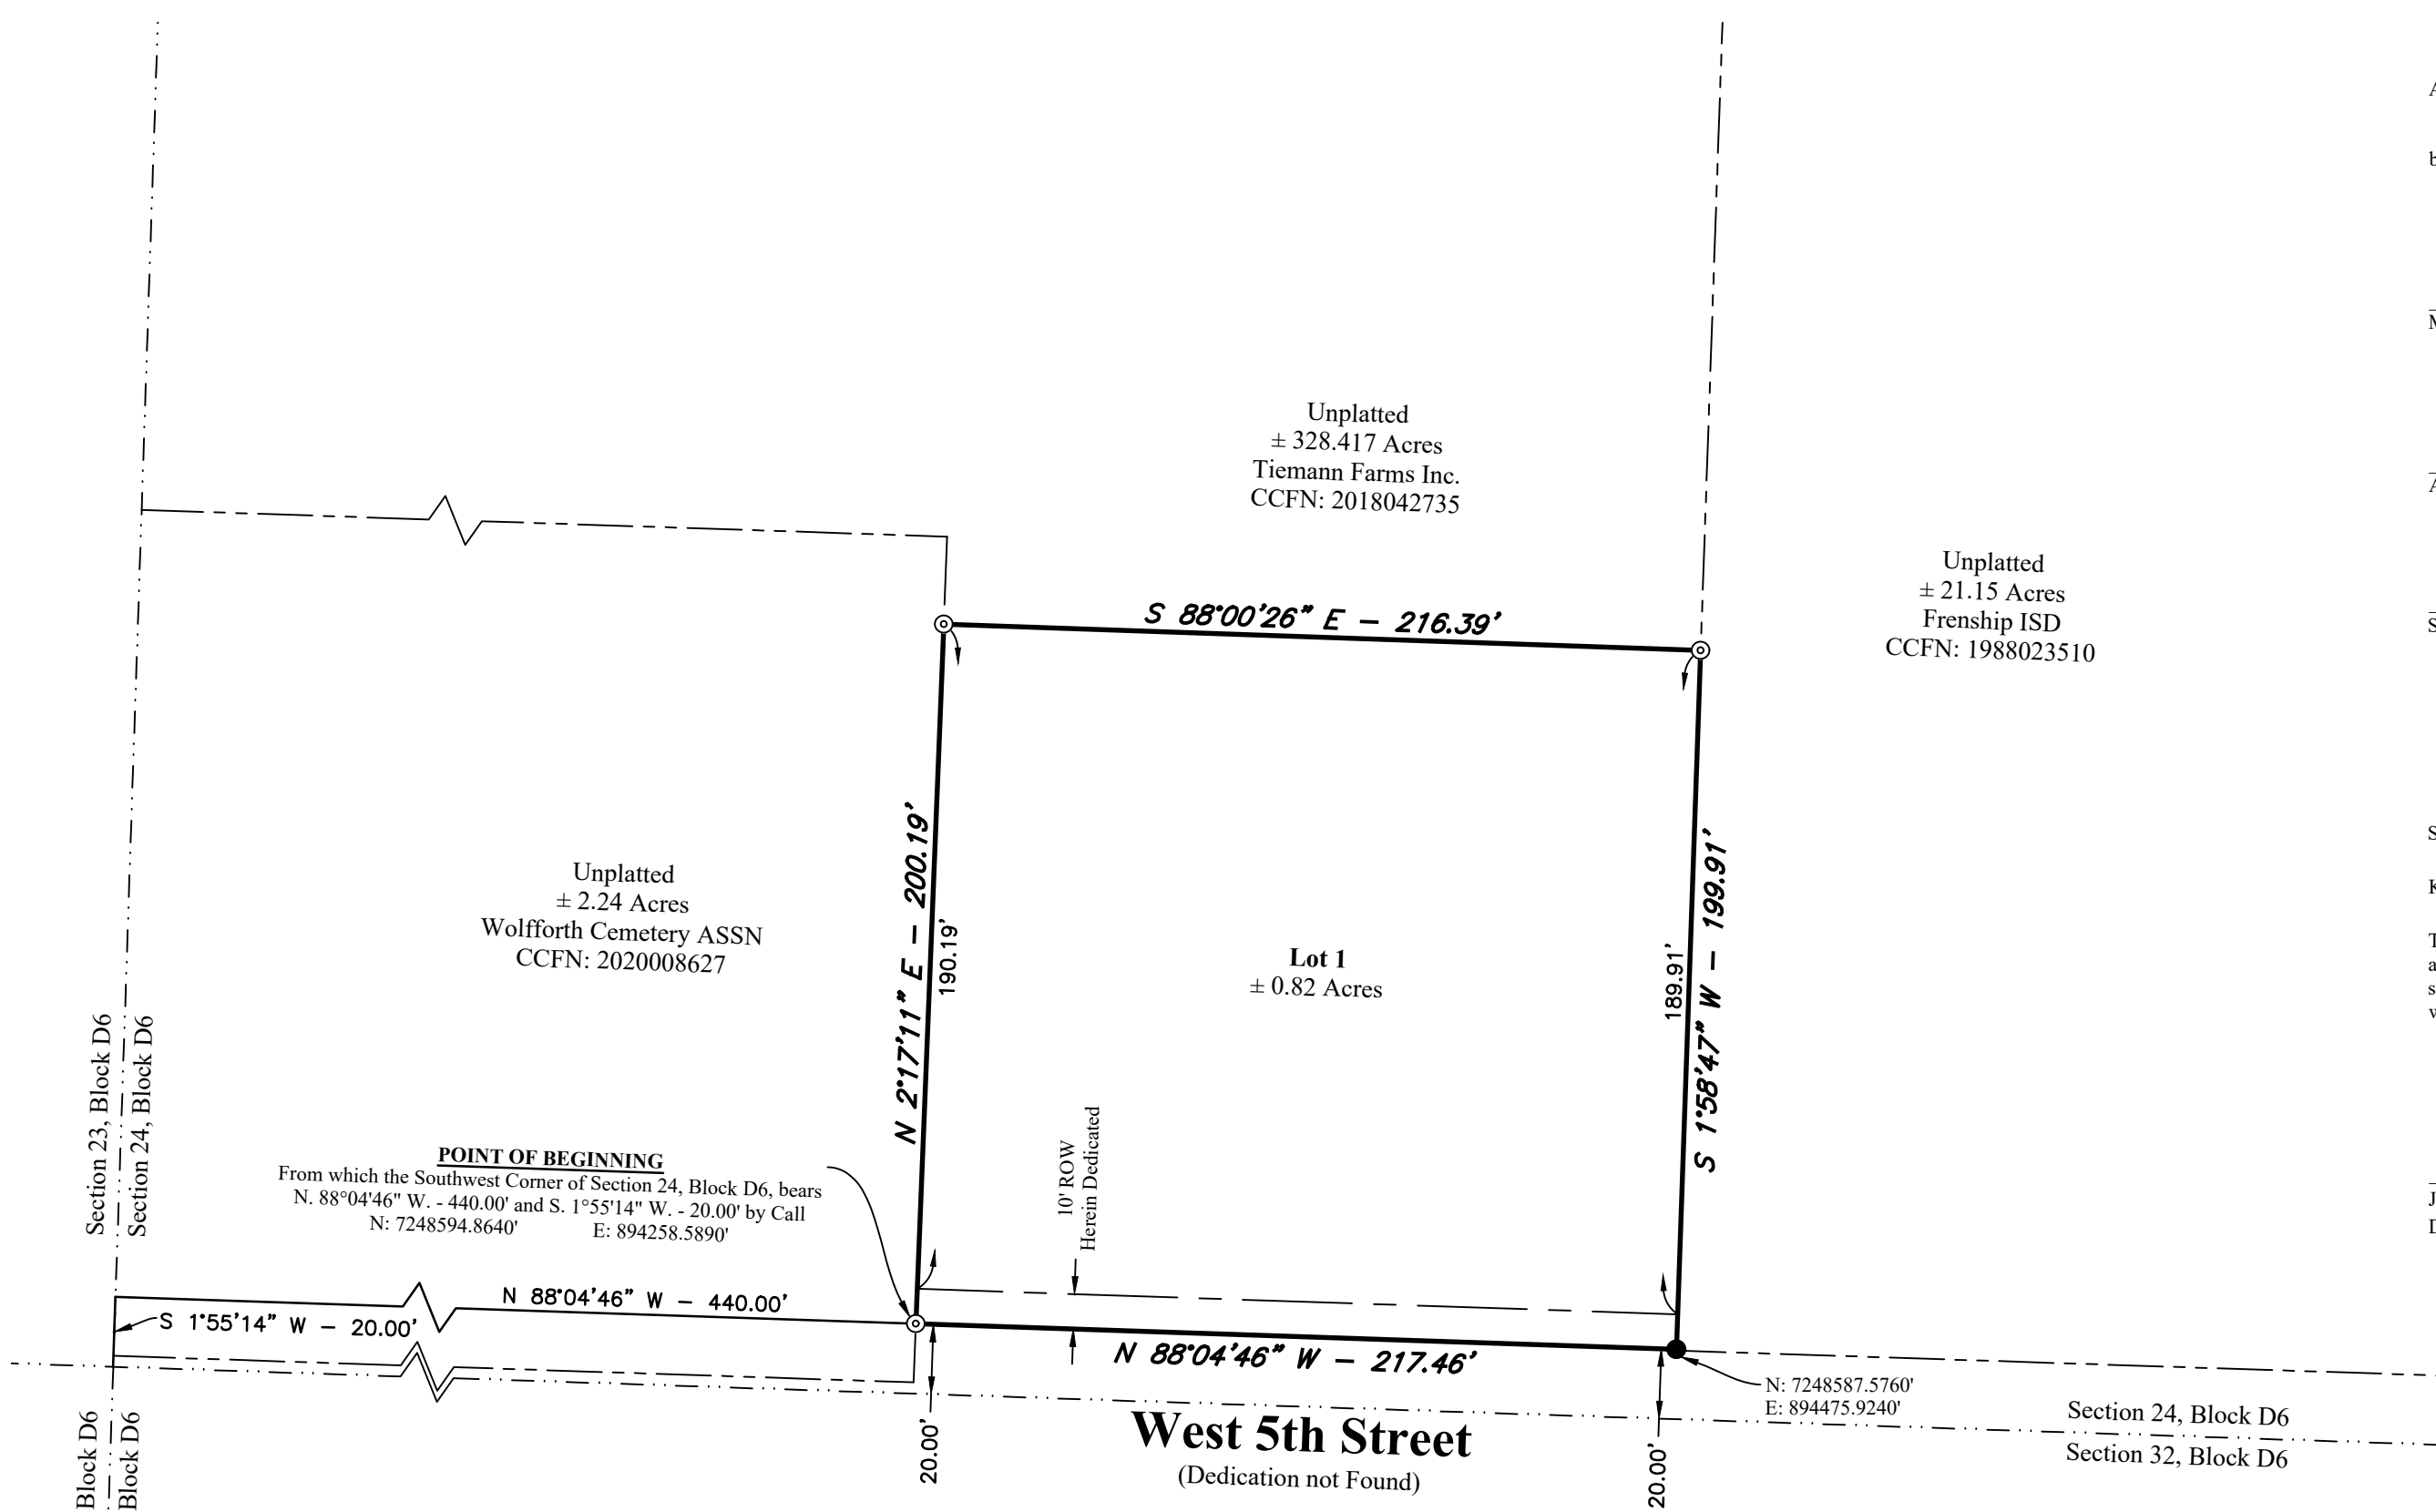 Unplatted
± 328.417 Acres
Tiemann Farms Inc.
CCFN: 2018042735
Unplatted
± 21.15 Acres
Frenship ISD
CCFN: 1988023510
S 88°00'26" E - 216.39'
Unplatted
± 2.24 Acres
Wolfforth Cemetery ASSN
CCFN: 2020008627
N 2°17'11" E - 200.19'
190.19'
Lot 1
± 0.82 Acres
189.91'
S 1°58'47" W - 199.91'
Section 23, Block D6
Section 24, Block D6
POINT OF BEGINNING
From which the Southwest Corner of Section 24, Block D6, bears
N. 88°04'46" W. - 440.00' and S. 1°55'14" W. - 20.00' by Call
N: 7248594.8640' E: 894258.5890'
10' ROW
Herein Dedicated
N 88°04'46" W - 440.00'
S 1°55'14" W - 20.00'
N 88°04'46" W - 217.46'
N: 7248587.5760'
E: 894475.9240'
20.00'
West 5th Street
(Dedication not Found)
20.00'
Section 24, Block D6
Section 32, Block D6
Block D6
Block D6